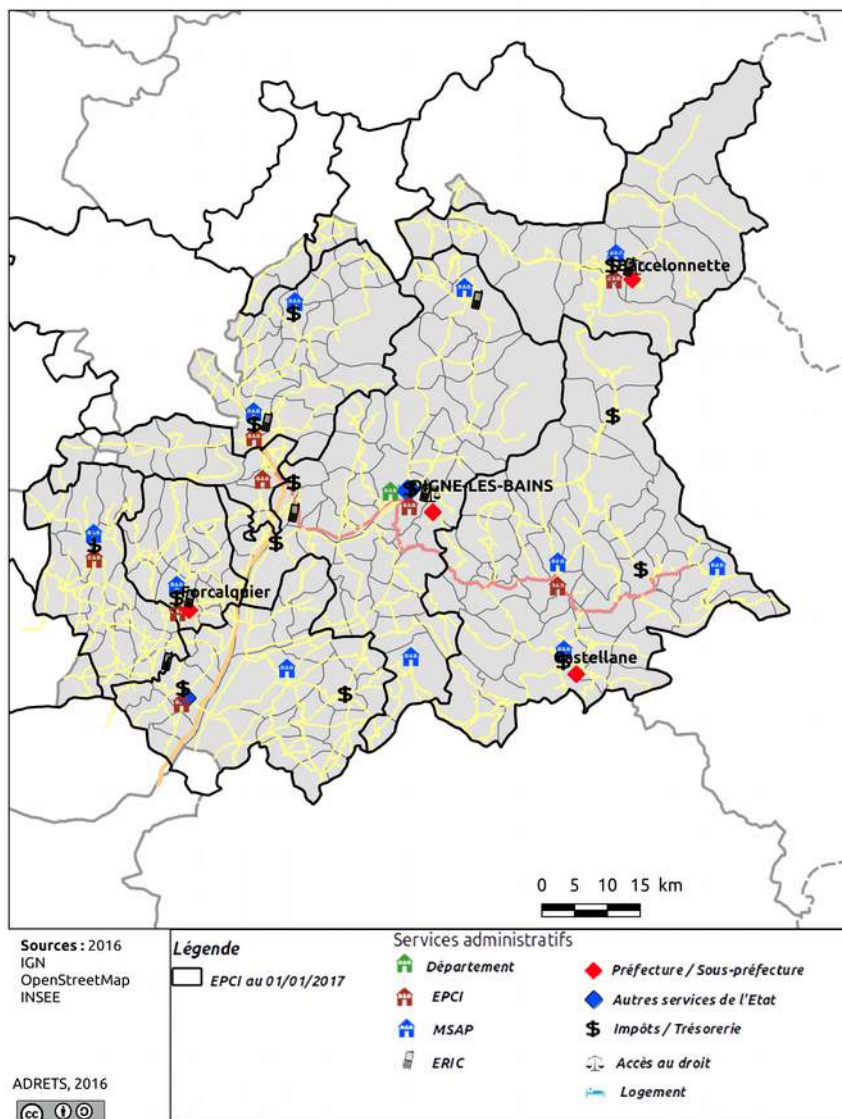 Barcelonnette
DIGNE-LES-BAINS
Forcalquier
Castellane
0 5 10 15 km
Sources : 2016
IGN
OpenStreetMap
INSEE
ADRETS, 2016
cc
Légende
EPCI au 01/01/2017
Services administratifs
Département
EPCI
MSAP
ERIC
Préfecture / Sous-préfecture
Autres services de l'Etat
$ Impôts / Trésorerie
Accès au droit
Logement